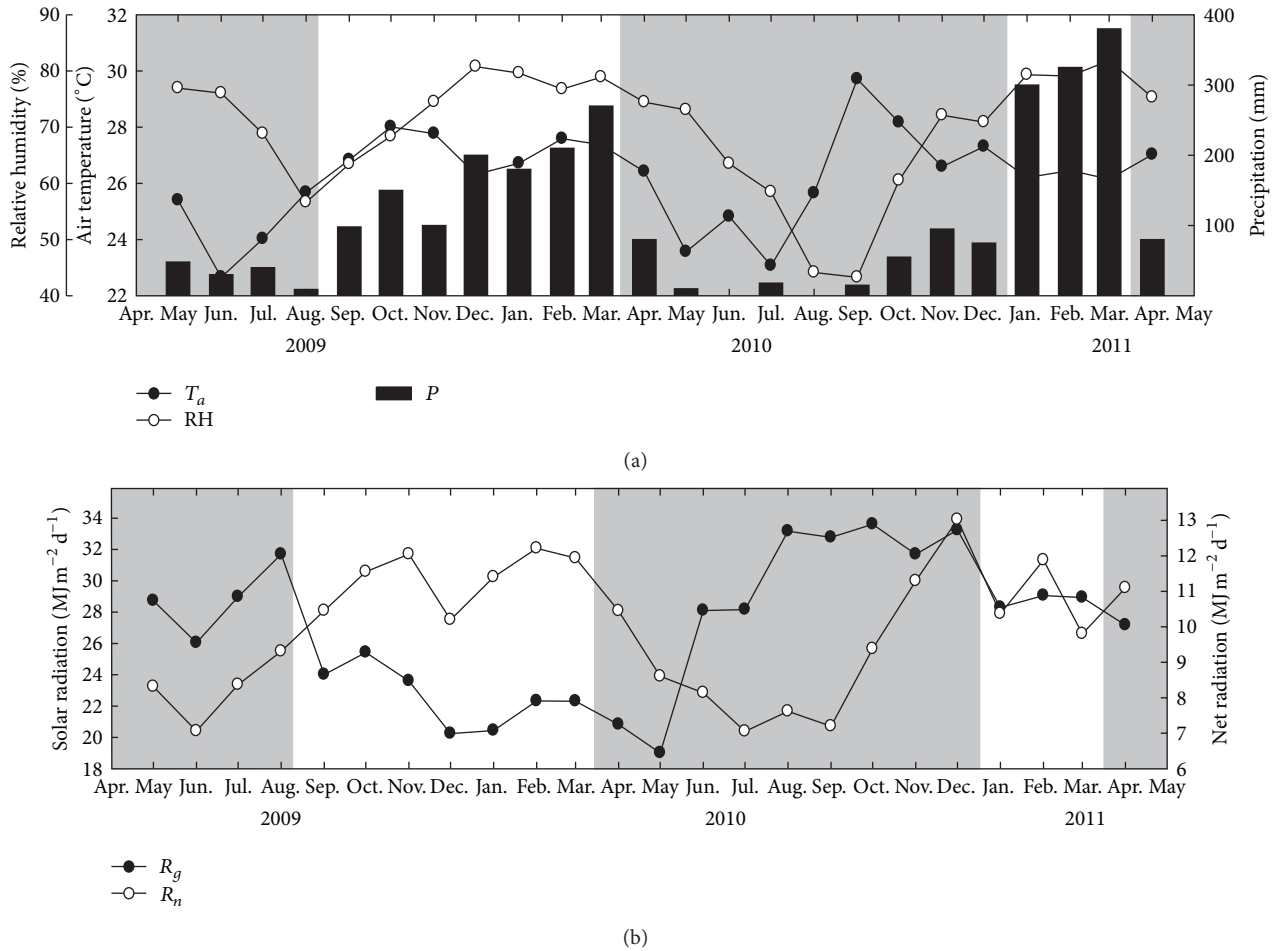 90
80
70
60
50
40
Relative humidity (%)
32
30
28
26
24
22
Air temperature (°C)
400
300
200
100
Precipitation (mm)
Apr. May Jun. Jul. Aug. Sep. Oct. Nov. Dec. Jan. Feb. Mar. Apr. May Jun. Jul. Aug. Sep. Oct. Nov. Dec. Jan. Feb. Mar. Apr. May
2009 2010 2011
Tₐ P
RH
(a)
34
32
30
28
26
24
22
20
18
Solar radiation (MJ m⁻² d⁻¹)
13
12
11
10
9
8
7
6
Net radiation (MJ m⁻² d⁻¹)
Apr. May Jun. Jul. Aug. Sep. Oct. Nov. Dec. Jan. Feb. Mar. Apr. May Jun. Jul. Aug. Sep. Oct. Nov. Dec. Jan. Feb. Mar. Apr. May
2009 2010 2011
R_g
R_n
(b)